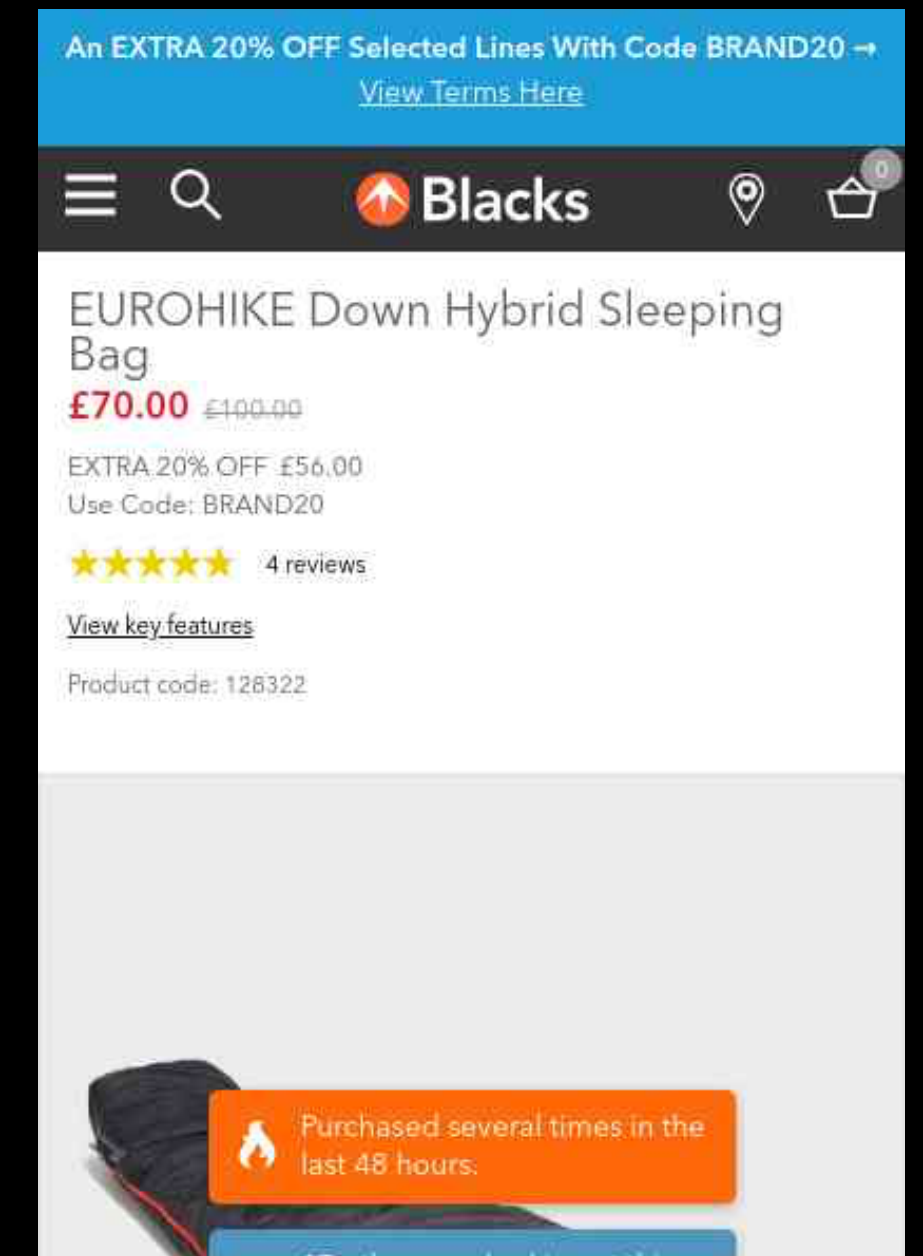 An EXTRA 20% OFF Selected Lines With Code BRAND20 →
View Terms Here
0
Blacks
EUROHIKE Down Hybrid Sleeping
Bag
£70.00 £100.00
EXTRA 20% OFF £56.00
Use Code: BRAND20
4 reviews
View key features
Product code: 128322
Purchased several times in the
last 48 hours.